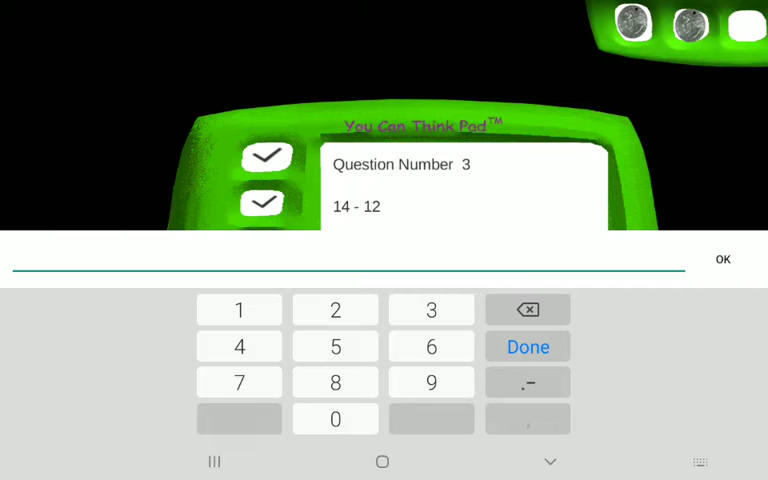 You Can Think Pad™
Question Number 3
14 - 12
OK
1 2 3
4 5 6 Done
7 8 9 .-
0 ,